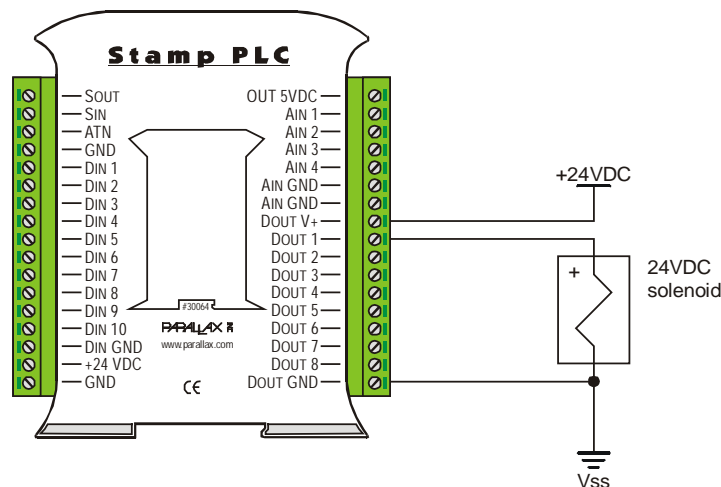 Stamp PLC
SOUT
SIN
ATN
GND
DIN 1
DIN 2
DIN 3
DIN 4
DIN 5
DIN 6
DIN 7
DIN 8
DIN 9
DIN 10
DIN GND
+24 VDC
GND
OUT 5VDC
AIN 1
AIN 2
AIN 3
AIN 4
AIN GND
AIN GND
DOUT V+
DOUT 1
DOUT 2
DOUT 3
DOUT 4
DOUT 5
DOUT 6
DOUT 7
DOUT 8
DOUT GND
#30064
PARALLAX
www.parallax.com
CE
+24VDC
+
24VDC
solenoid
Vss